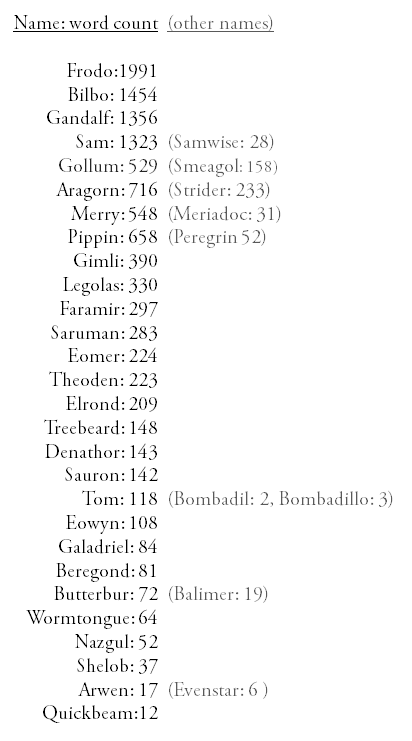 Name: word count (other names)
Frodo:1991
Bilbo: 1454
Gandalf: 1356
Sam: 1323 (Samwise: 28)
Gollum: 529 (Smeagol: 158)
Aragorn: 716 (Strider: 233)
Merry: 548 (Meriadoc: 31)
Pippin: 658 (Peregrin 52)
Gimli: 390
Legolas: 330
Faramir: 297
Saruman: 283
Eomer: 224
Theoden: 223
Elrond: 209
Treebeard: 148
Denathor: 143
Sauron: 142
Tom: 118 (Bombadil: 2, Bombadillo: 3)
Eowyn: 108
Galadriel: 84
Beregond: 81
Butterbur: 72 (Balimer: 19)
Wormtongue: 64
Nazgul: 52
Shelob: 37
Arwen: 17 (Evenstar: 6 )
Quickbeam:12